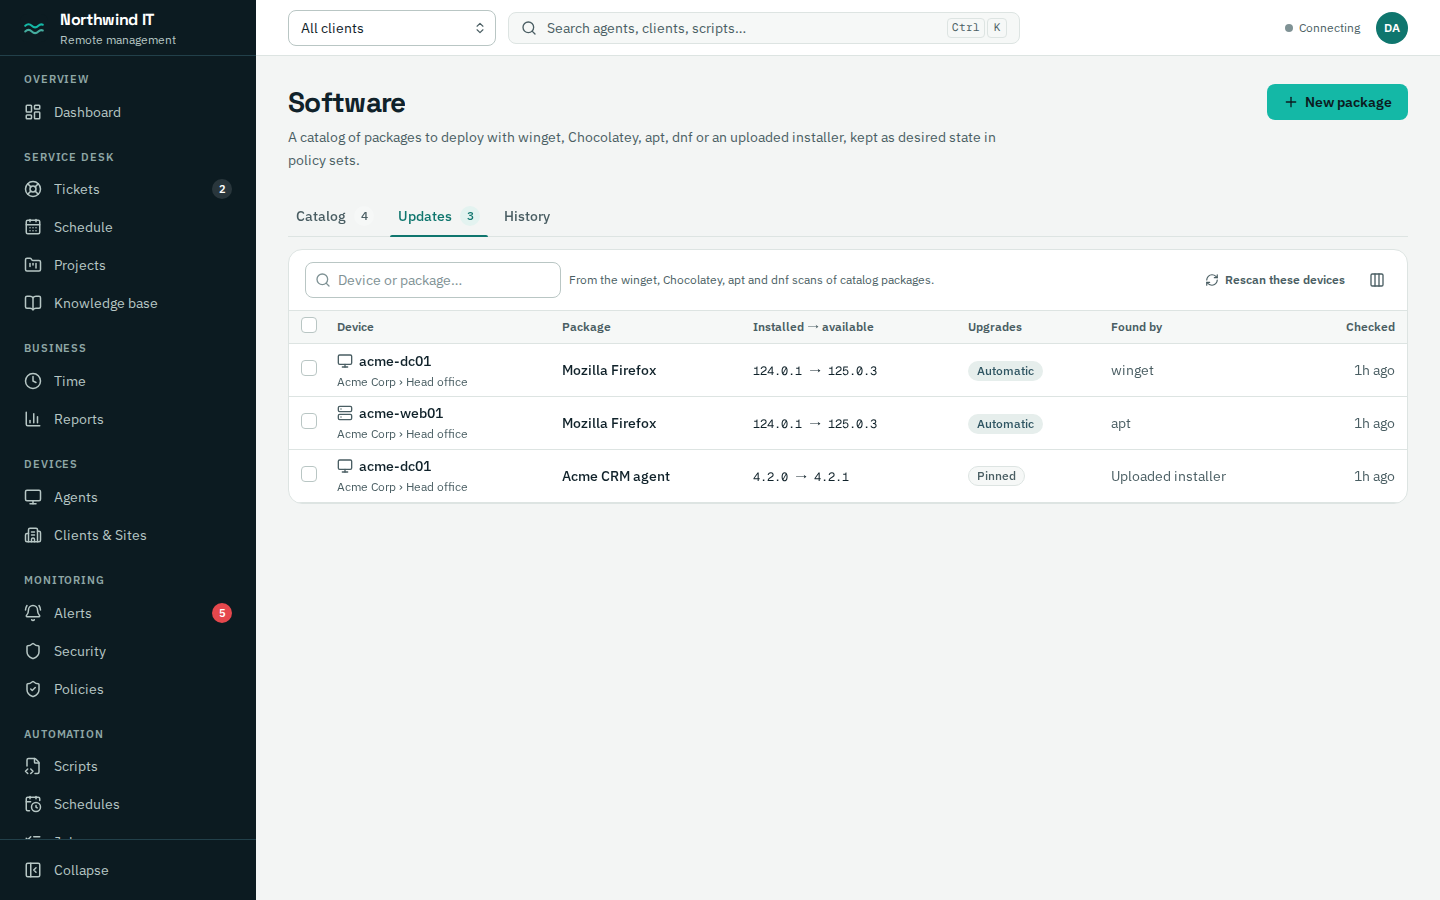 Northwind IT
Remote management
All clients
Search agents, clients, scripts...
Ctrl K
Connecting
DA
OVERVIEW
Dashboard
SERVICE DESK
Tickets 2
Schedule
Projects
Knowledge base
BUSINESS
Time
Reports
DEVICES
Agents
Clients & Sites
MONITORING
Alerts 5
Security
Policies
AUTOMATION
Scripts
Schedules
Collapse
Software
New package
A catalog of packages to deploy with winget, Chocolatey, apt, dnf or an uploaded installer, kept as desired state in
policy sets.
Catalog 4 Updates 3 History
Device or package...
From the winget, Chocolatey, apt and dnf scans of catalog packages.
Rescan these devices
Device Package Installed → available Upgrades Found by Checked
acme-dc01
Acme Corp › Head office
Mozilla Firefox 124.0.1 → 125.0.3 Automatic winget 1h ago
acme-web01
Acme Corp › Head office
Mozilla Firefox 124.0.1 → 125.0.3 Automatic apt 1h ago
acme-dc01
Acme Corp › Head office
Acme CRM agent 4.2.0 → 4.2.1 Pinned Uploaded installer 1h ago